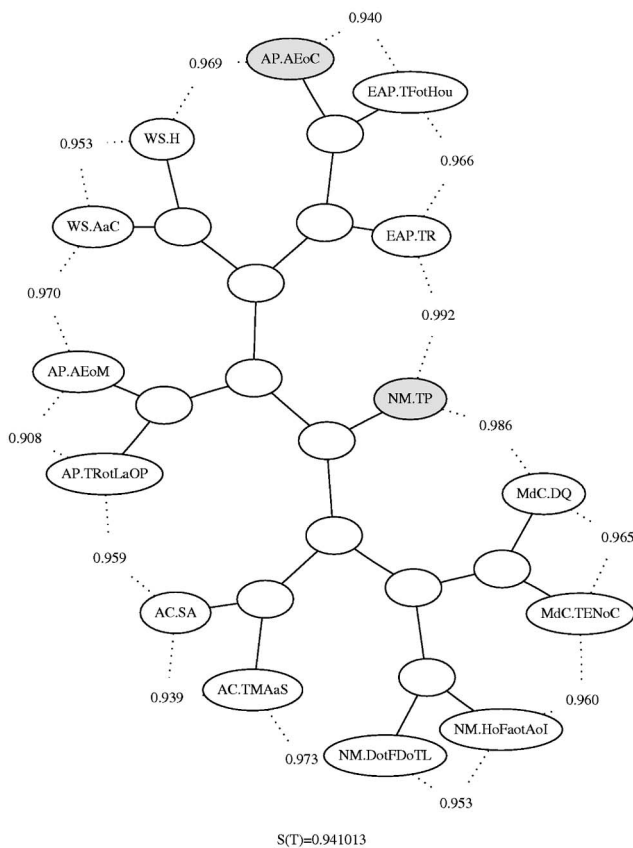 0.940
AP.AEoC
0.969
EAP.TFotHou
WS.H
0.953
0.966
WS.AaC
EAP.TR
0.970
0.992
AP.AEoM
NM.TP
0.986
0.908
AP.TRotLaOP
MdC.DQ
0.965
0.959
AC.SA
MdC.TENoC
0.939
AC.TMAaS
0.960
NM.HoFaotAoI
0.973
NM.DotFDoTL
0.953
S(T)=0.941013